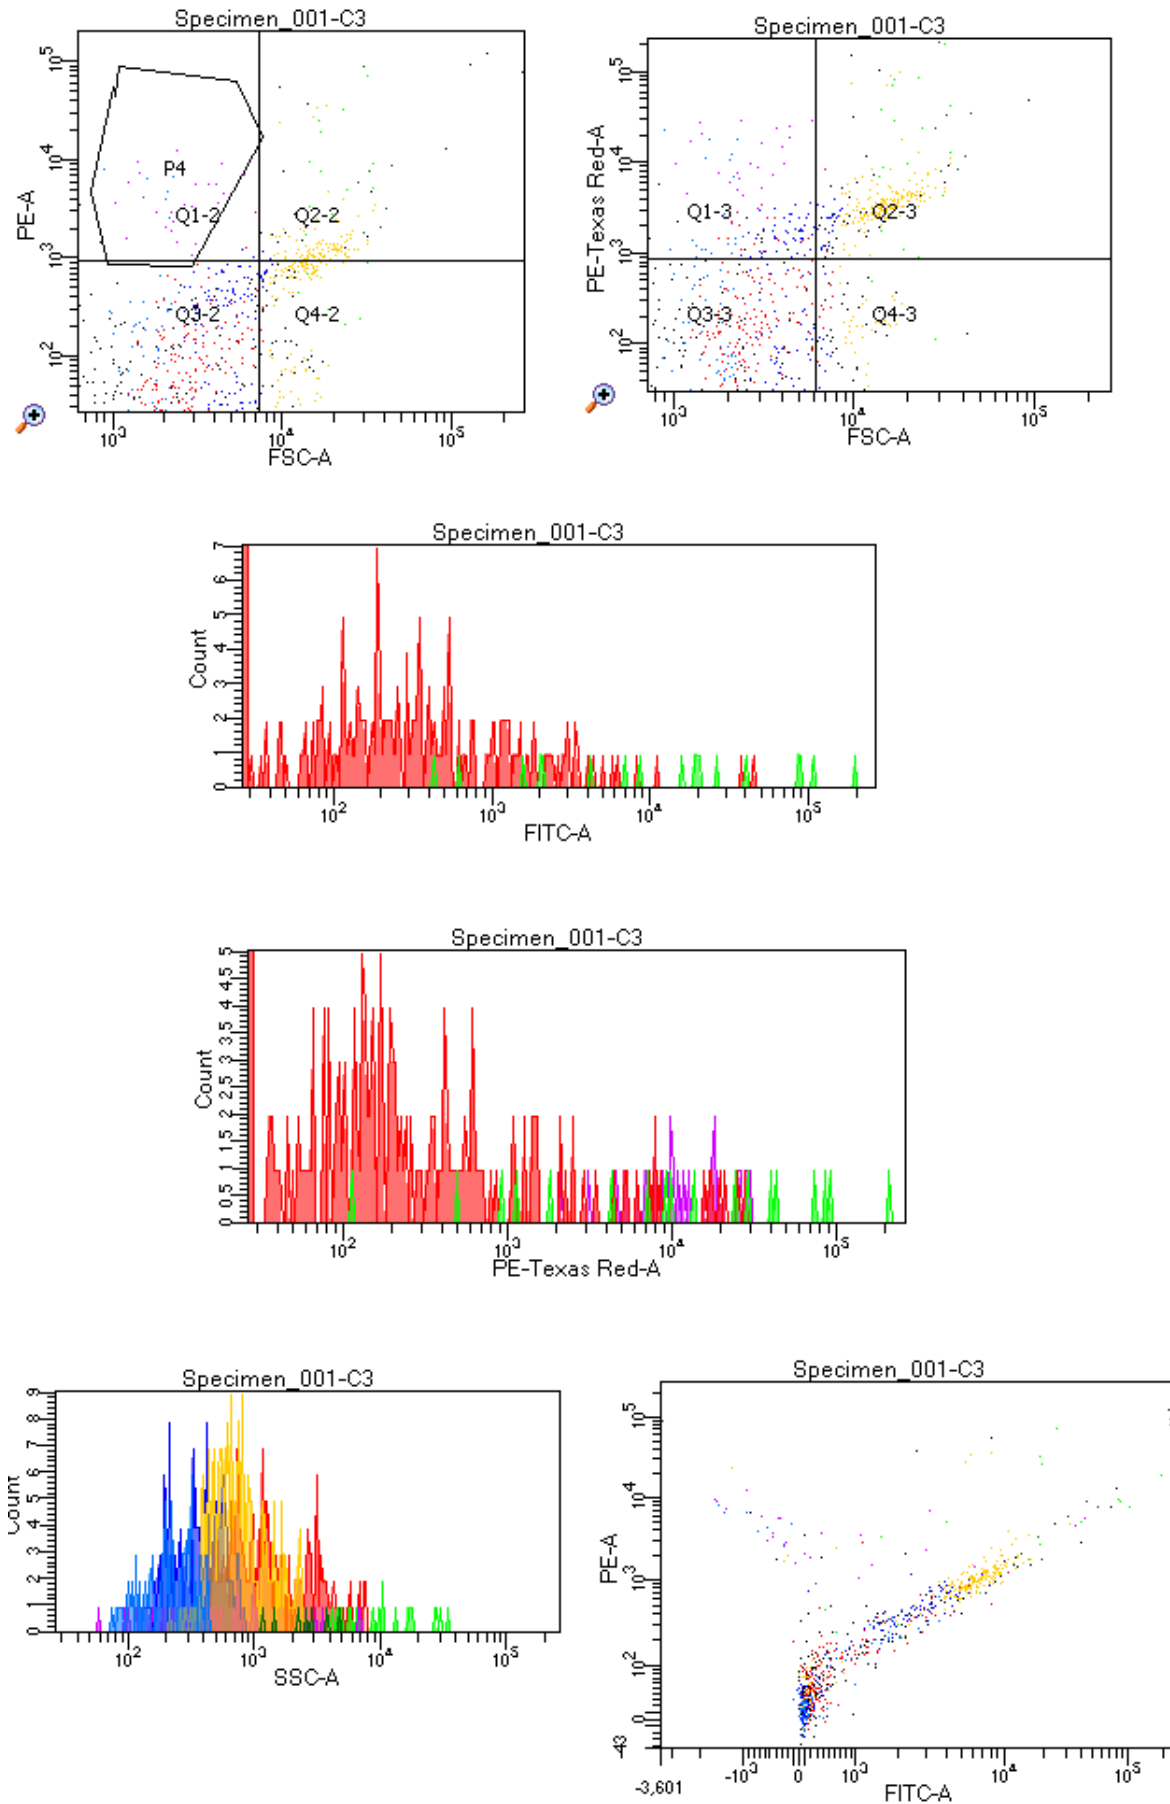 Specimen_001-C3
PE-A
10^5
10^4
10^3
10^2
P4
Q1-2
Q2-2
Q3-2
Q4-2
10^3
10^4
10^5
FSC-A
Specimen_001-C3
PE-Texas Red-A
10^5
10^4
10^3
10^2
Q1-3
Q2-3
Q3-3
Q4-3
10^3
10^4
10^5
FSC-A
Specimen_001-C3
Count
7
6
5
4
3
2
1
0
10^2
10^3
10^4
10^5
FITC-A
Specimen_001-C3
Count
5
4.5
4
3.5
3
2.5
2
1.5
1
0.5
0
10^2
10^3
10^4
10^5
PE-Texas Red-A
Specimen_001-C3
Count
9
8
7
6
5
4
3
2
1
0
10^2
10^3
10^4
10^5
SSC-A
Specimen_001-C3
PE-A
10^5
10^4
10^3
10^2
0
-43
-3,601
-10^3
0
10^3
10^4
10^5
FITC-A